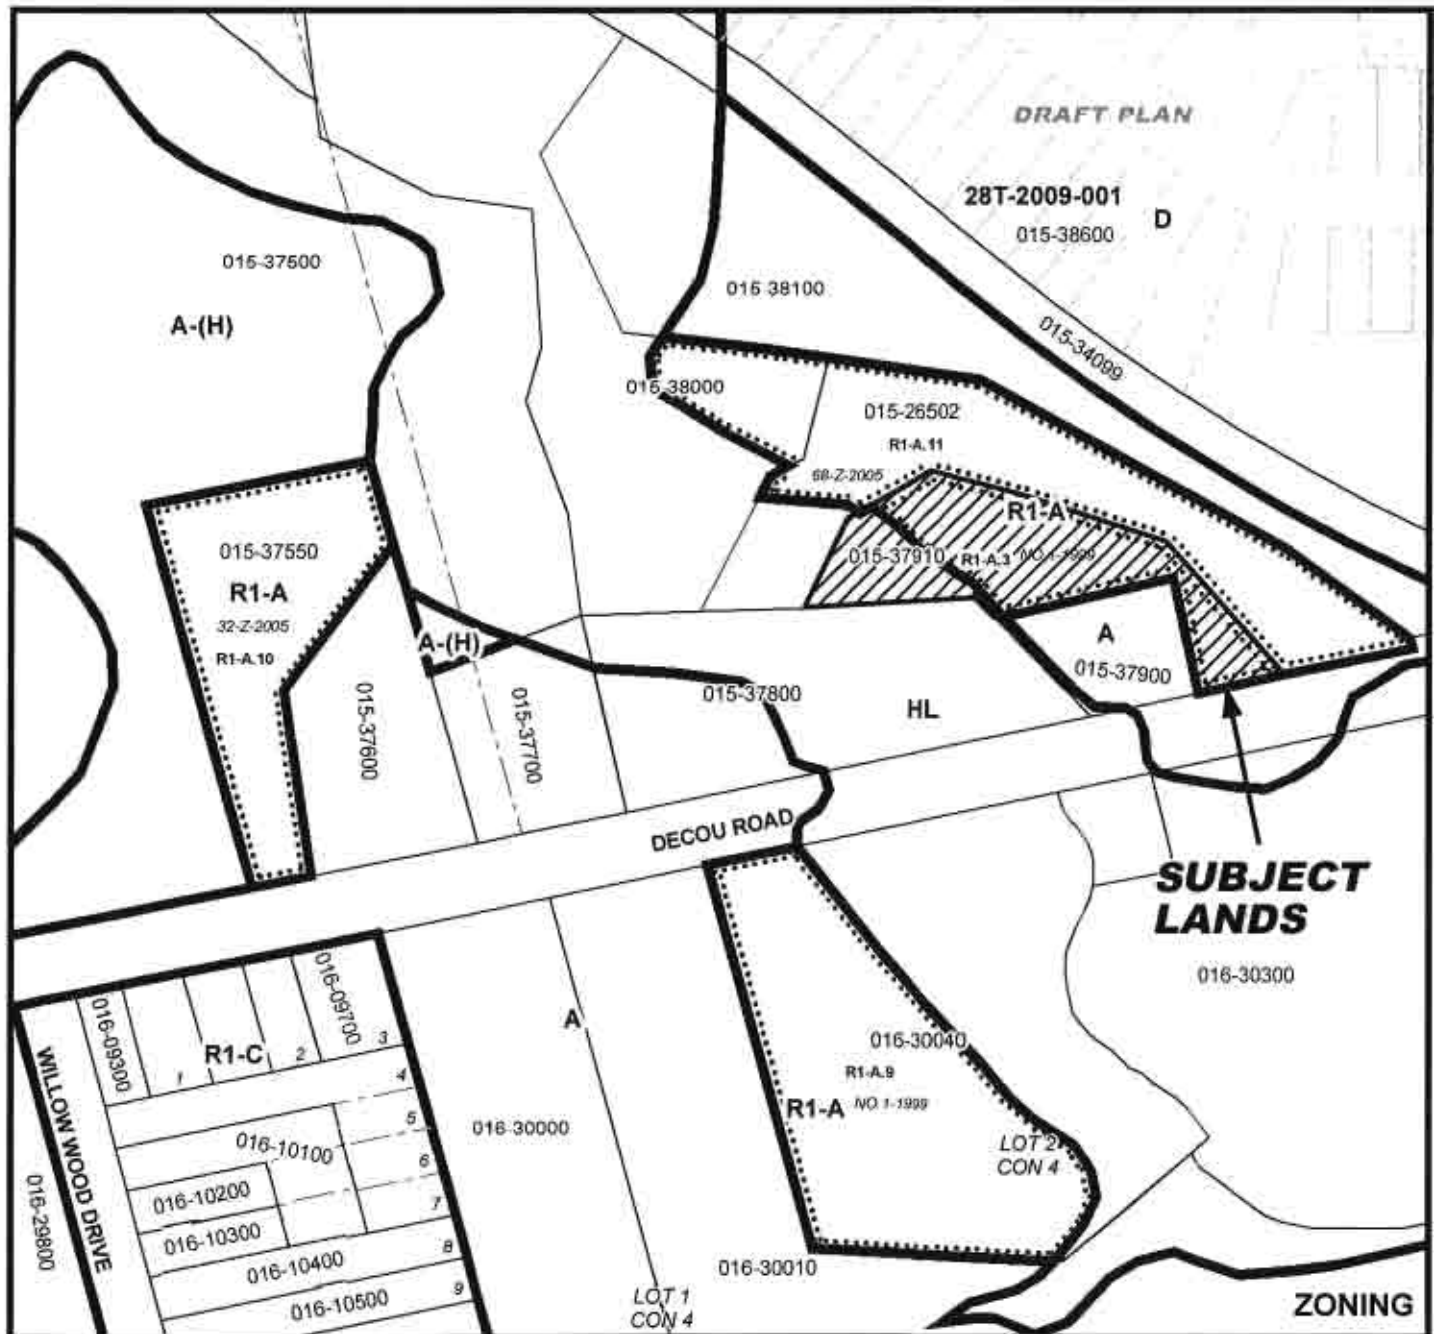 DRAFT PLAN
28T-2009-001
D
015-38600
015-37500
015 38100
A-(H)
015-34099
015-38000
015-26502
R1-A.11
68-Z-2005
R1-A
015-37550
015-37910
R1-A.3
NO.1-1999
R1-A
32-Z-2005
R1-A.10
A-(H)
A
015-37900
015-37600
015-37700
015-37800
HL
DECOU ROAD
SUBJECT
LANDS
016-30300
016-09300
016-09700
R1-C
1
2
3
4
5
6
7
8
9
WILLOW WOOD DRIVE
A
016-30040
R1-A.9
R1-A
NO.1-1999
016-10100
016 30000
LOT 2
CON 4
016-10200
016-10300
016-29800
016-10400
016-10500
016-30010
LOT 1
CON 4
ZONING